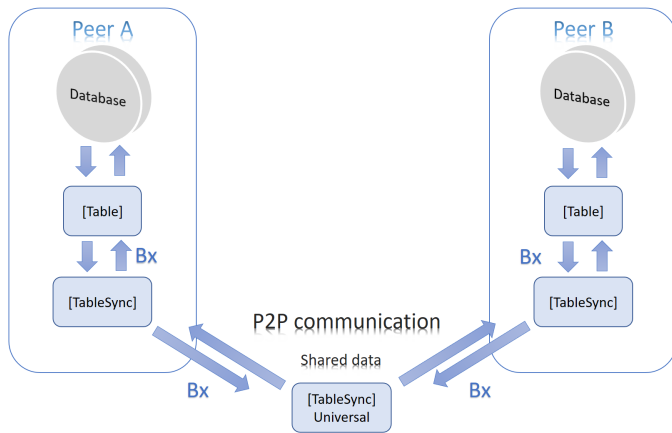 Peer A
Database
[Table]
Bx
[TableSync]
Bx
P2P communication
Shared data
[TableSync]
Universal
Peer B
Database
[Table]
Bx
[TableSync]
Bx